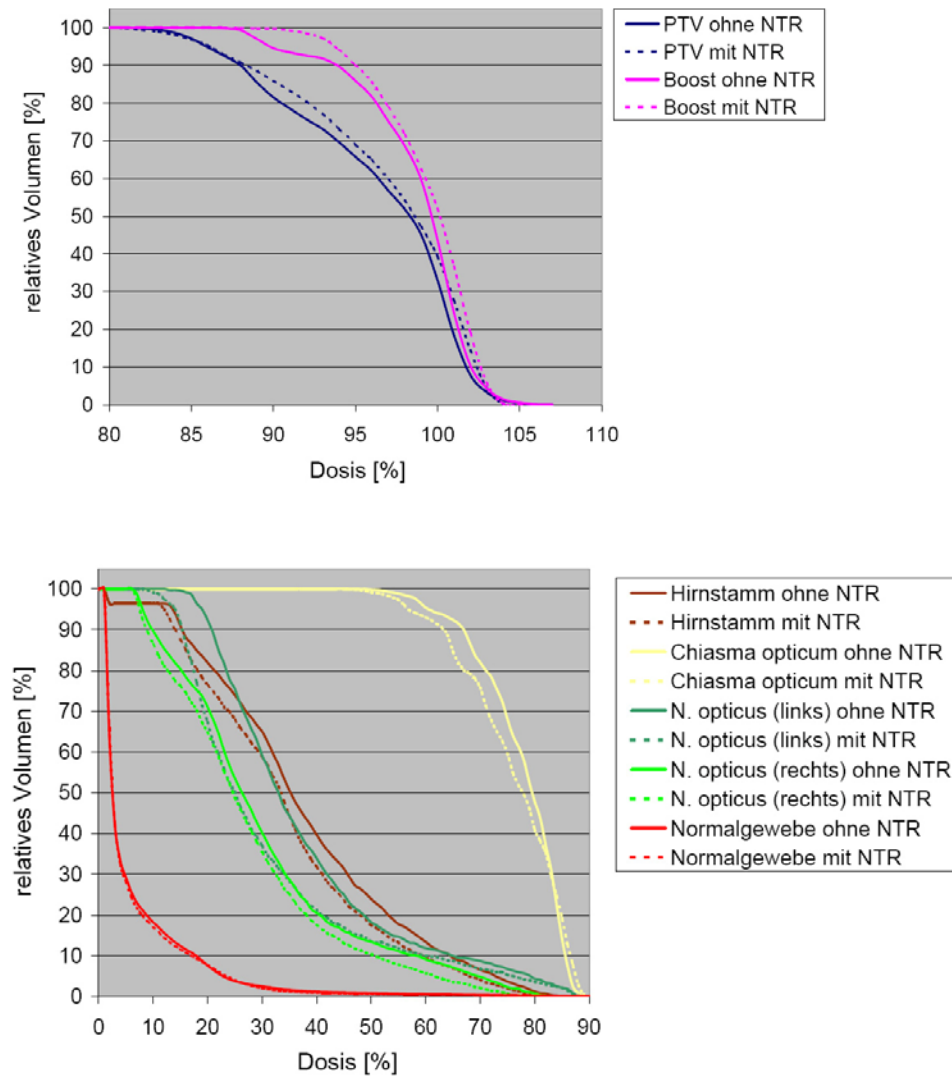 relatives Volumen [%]
100
90
80
70
60
50
40
30
20
10
0
80 85 90 95 100 105 110
Dosis [%]
PTV ohne NTR
PTV mit NTR
Boost ohne NTR
Boost mit NTR
relatives Volumen [%]
100
90
80
70
60
50
40
30
20
10
0
0 10 20 30 40 50 60 70 80 90
Dosis [%]
Hirnstamm ohne NTR
Hirnstamm mit NTR
Chiasma opticum ohne NTR
Chiasma opticum mit NTR
N. opticus (links) ohne NTR
N. opticus (links) mit NTR
N. opticus (rechts) ohne NTR
N. opticus (rechts) mit NTR
Normalgewebe ohne NTR
Normalgewebe mit NTR